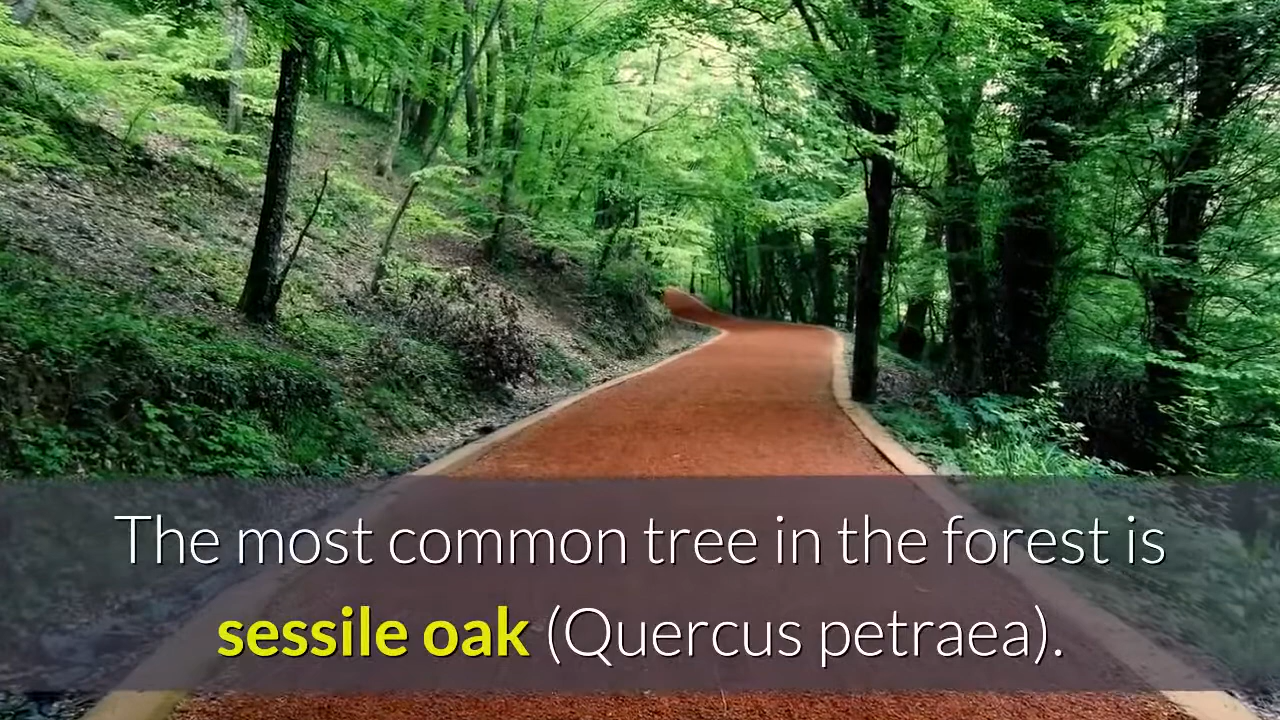 The most common tree in the forest is
sessile oak (Quercus petraea).